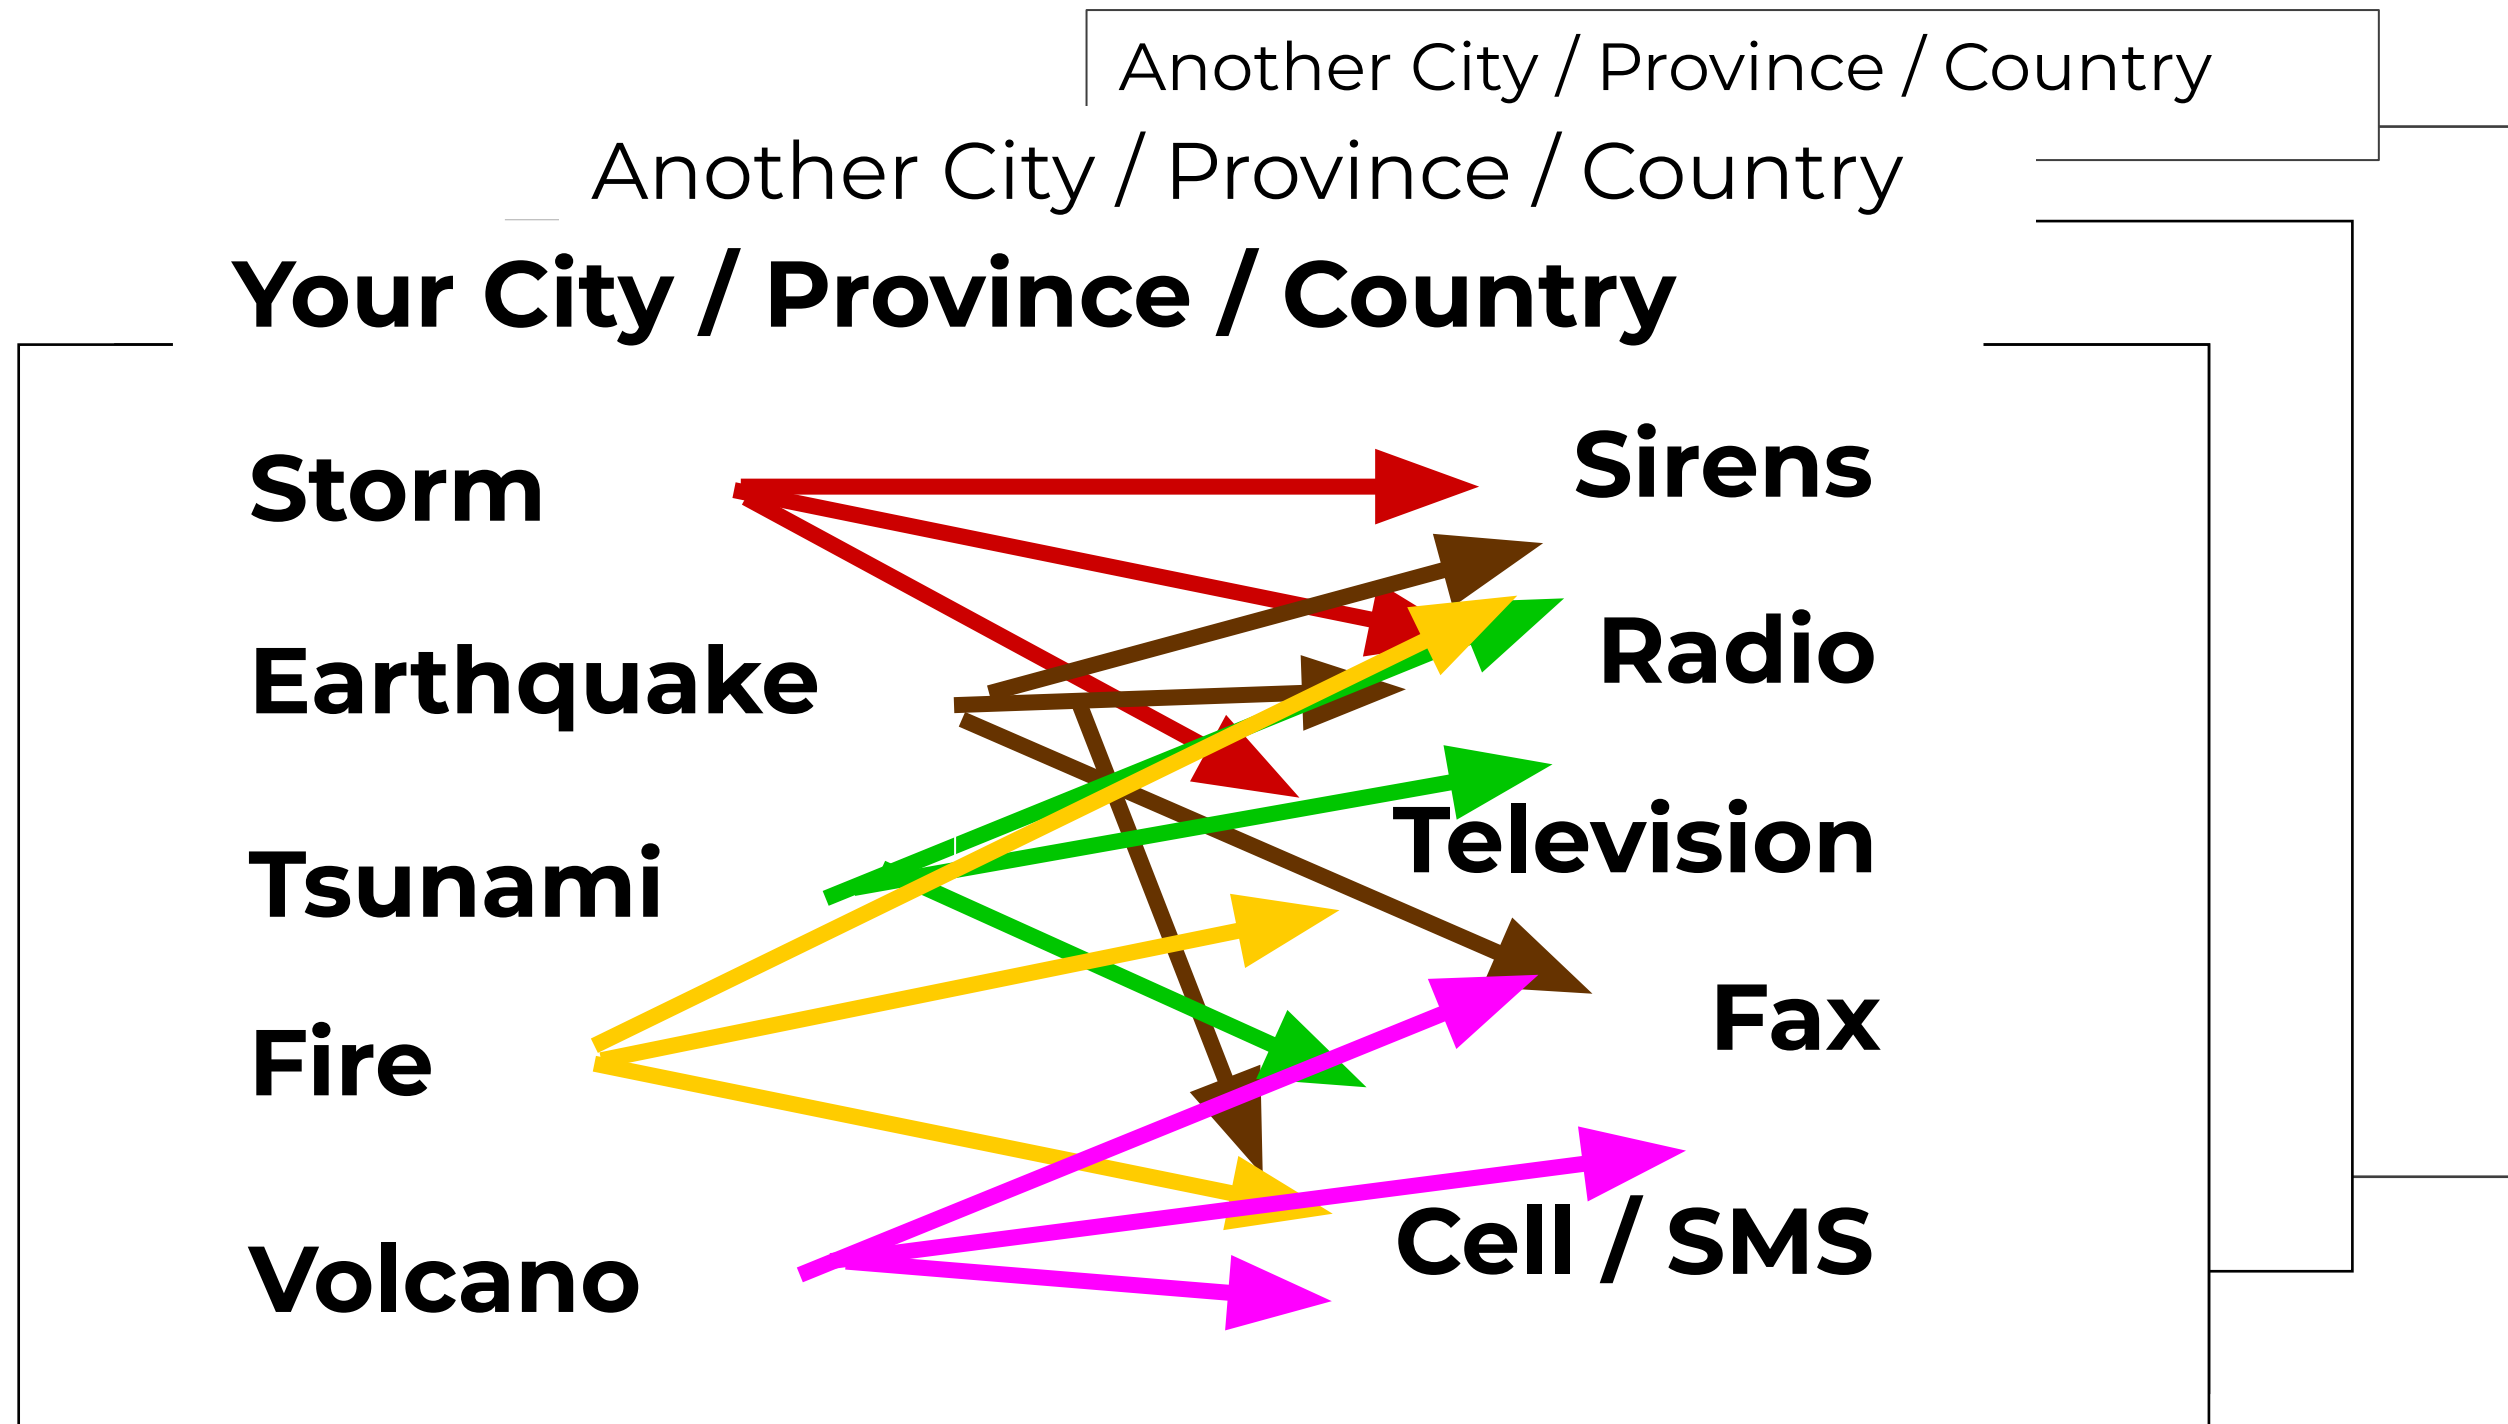 Another City / Province / Country
Another City / Province / Country
Your City / Province / Country
Storm
Earthquake
Tsunami
Fire
Volcano
Sirens
Radio
Television
Fax
Cell / SMS